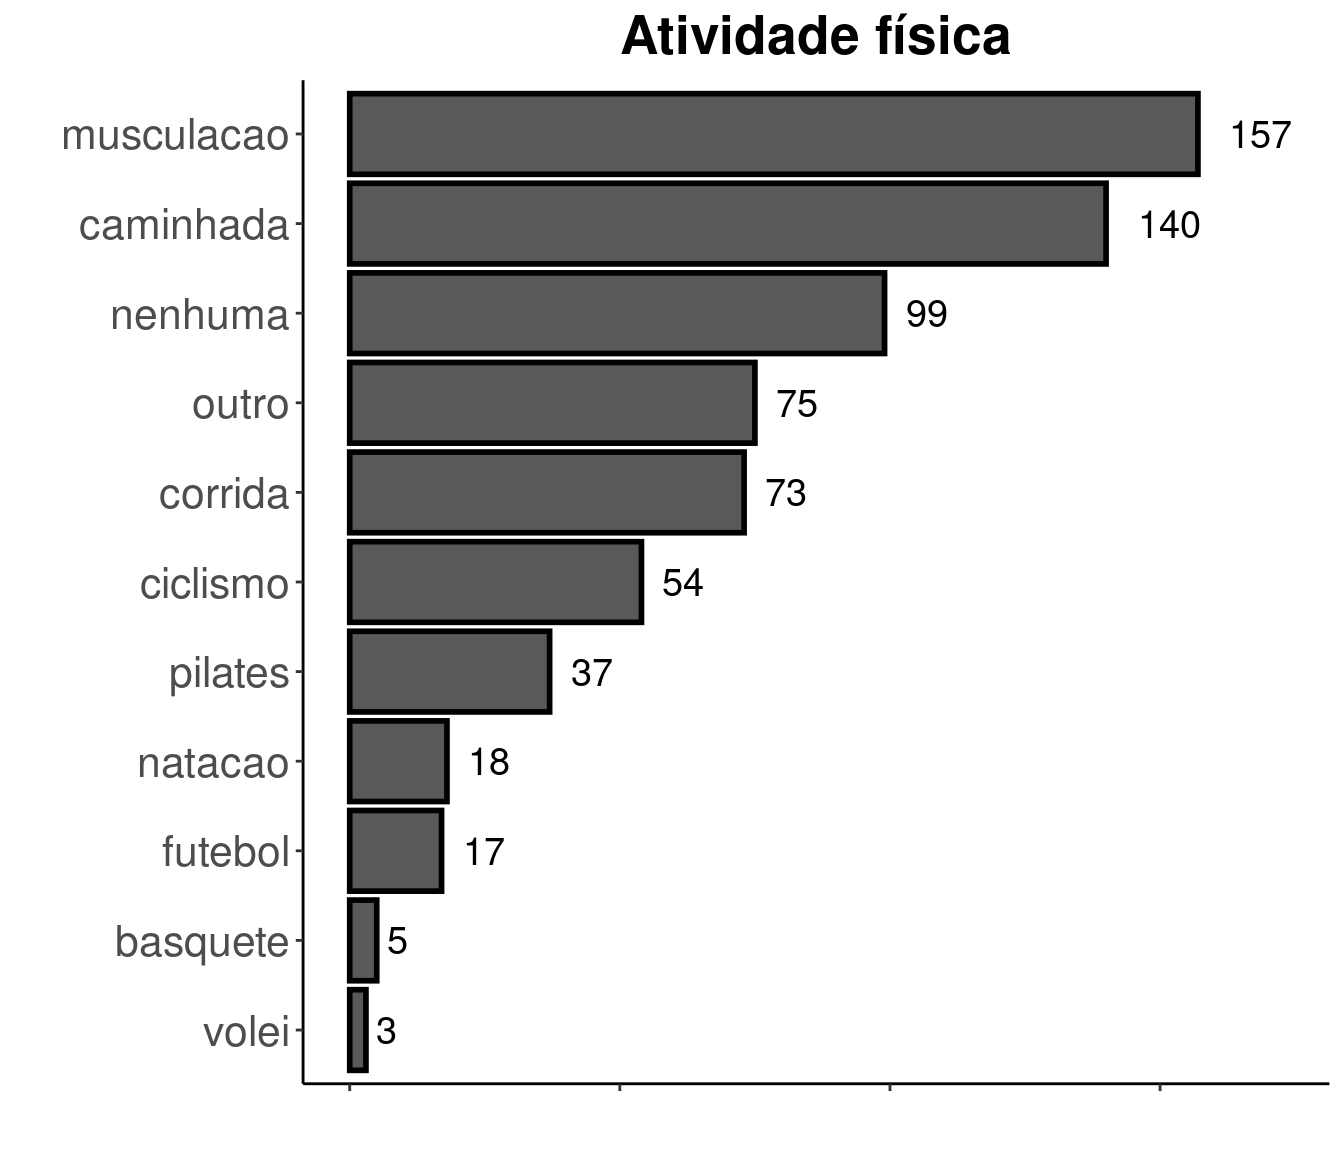 Atividade física
musculacao 157
caminhada 140
nenhuma 99
outro 75
corrida 73
ciclismo 54
pilates 37
natacao 18
futebol 17
basquete 5
volei 3